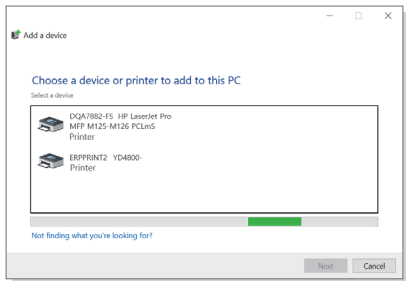 Add a device
Choose a device or printer to add to this PC
Select a device
DQA7882-FS HP LaserJet Pro
MFP M125-M126 PCLmS
Printer
ERPPRINT2 YD4800-
Printer
Not finding what you're looking for?
Next Cancel